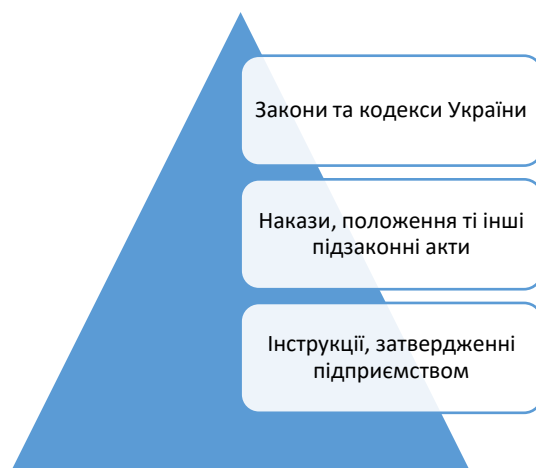 Закони та кодекси України
Накази, положення ті інші
підзаконні акти
Інструкції, затвердженні
підприємством